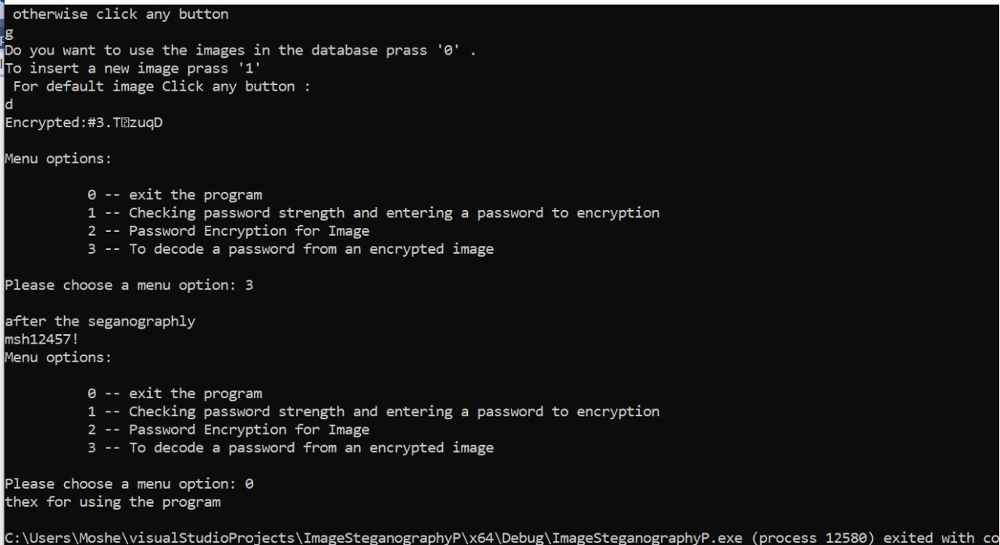 otherwise click any button
g
Do you want to use the images in the database prass '0' .
To insert a new image prass '1'
For default image Click any button :
d
Encrypted:#3.T⍰zuqD
Menu options:
0 -- exit the program
1 -- Checking password strength and entering a password to encryption
2 -- Password Encryption for Image
3 -- To decode a password from an encrypted image
Please choose a menu option: 3
after the seganographly
msh12457!
Menu options:
0 -- exit the program
1 -- Checking password strength and entering a password to encryption
2 -- Password Encryption for Image
3 -- To decode a password from an encrypted image
Please choose a menu option: 0
thex for using the program
C:\Users\Moshe\visualStudioProjects\ImageSteganographyP\x64\Debug\ImageSteganographyP.exe (process 12580) exited with co